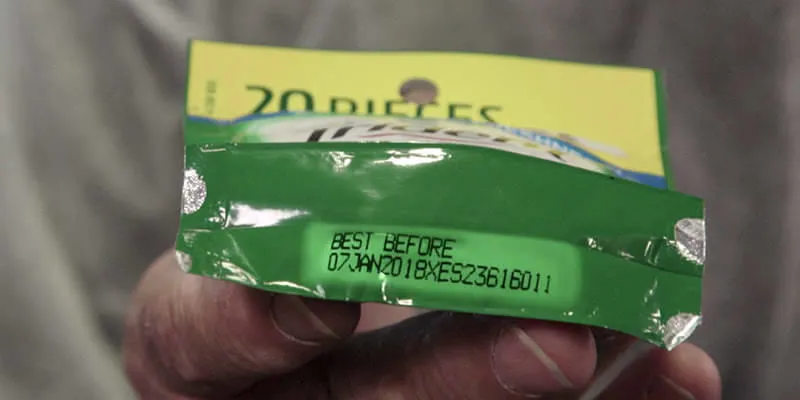 20 PIECES
BEST BEFORE
07JAN2018XES23616011